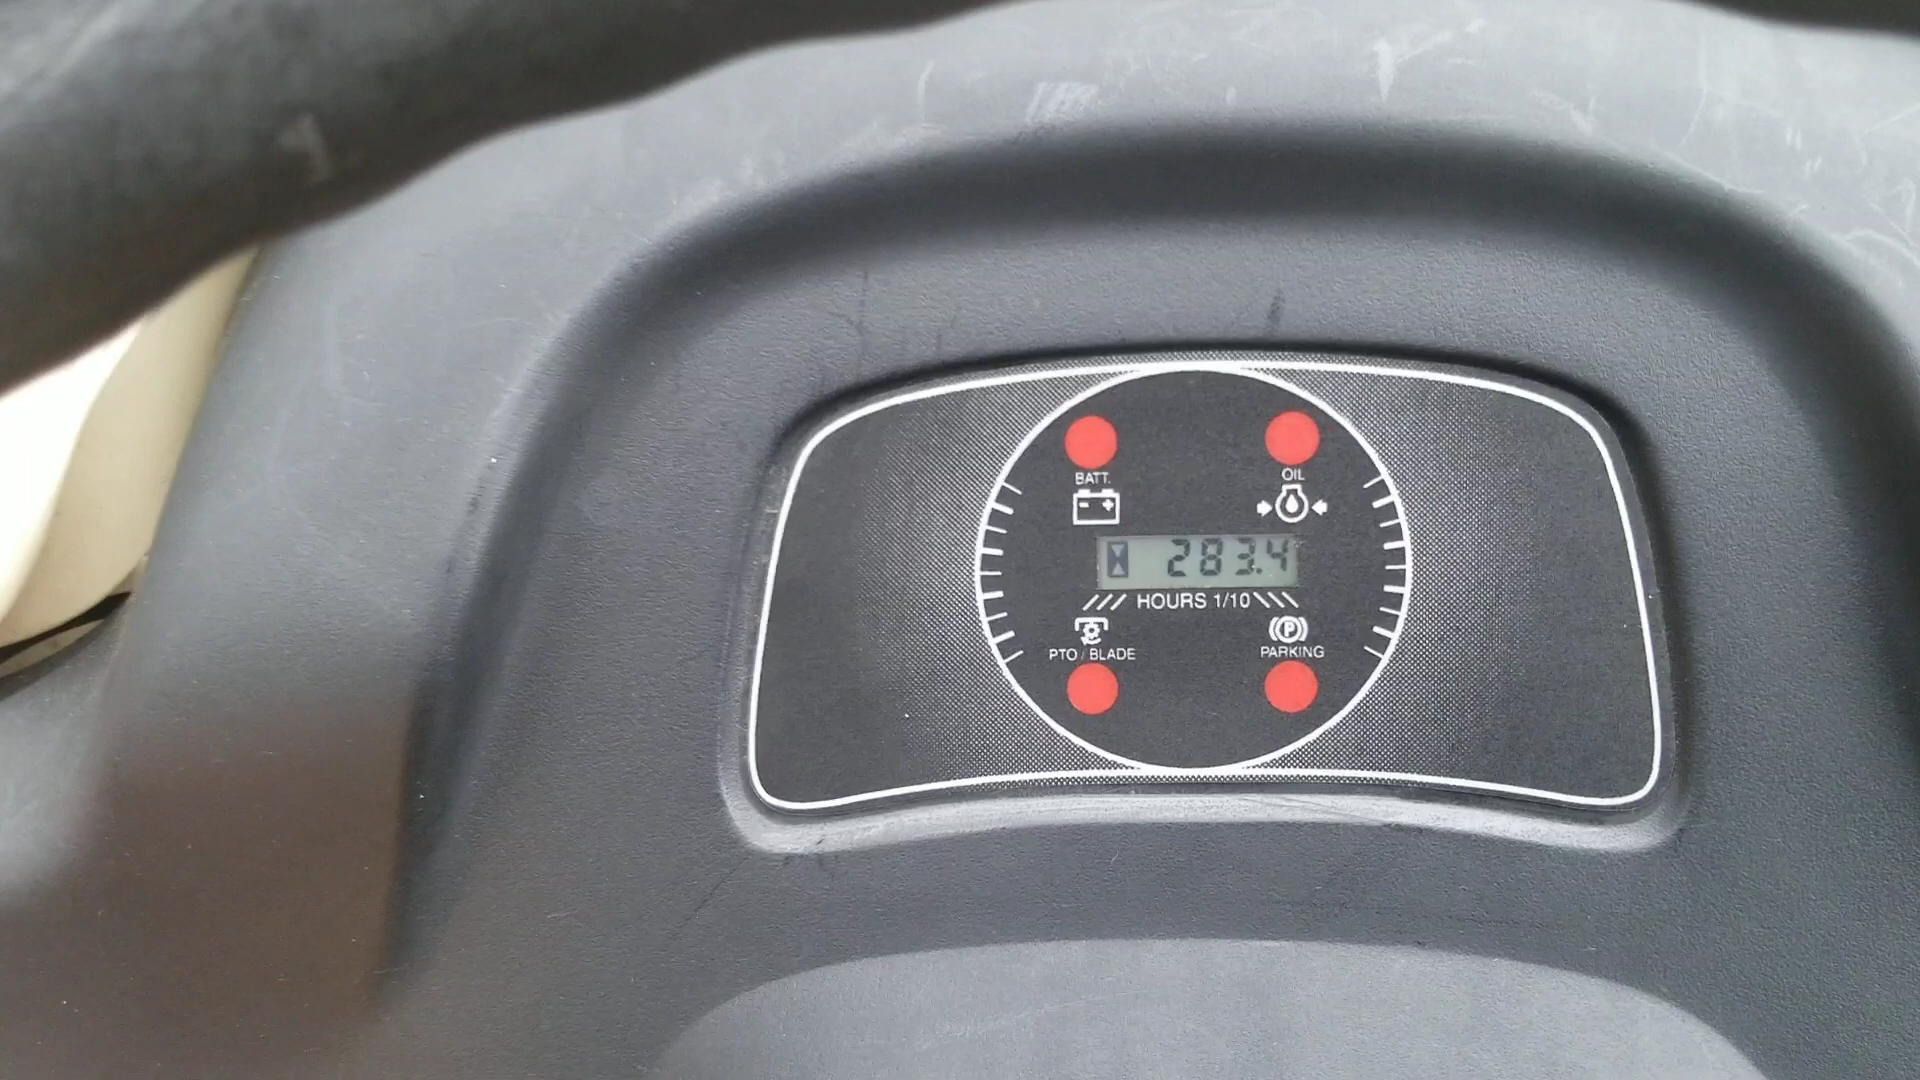 BATT.
OIL
283.4
HOURS 1/10
PTO / BLADE
P
PARKING